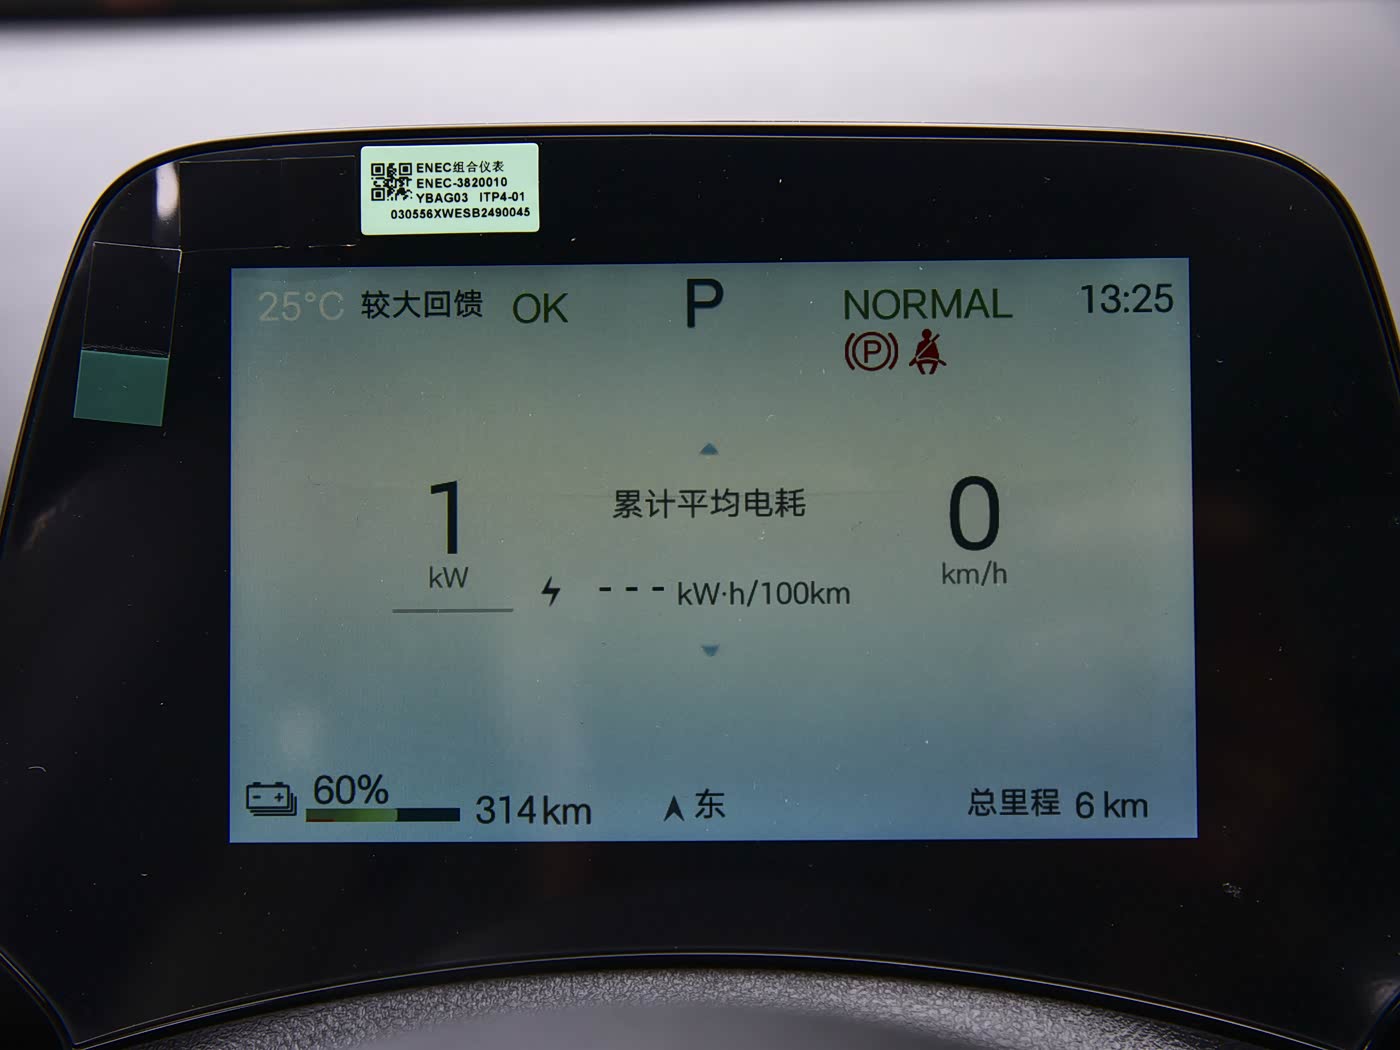 ENEC组合仪表
ENEC-3820010
YBAG03 ITP4-01
030556XWESB2490045
25°C 较大回馈 OK P NORMAL 13:25
P
1
kW
累计平均电耗
--- kW·h/100km
0
km/h
60%
314km
东
总里程 6 km